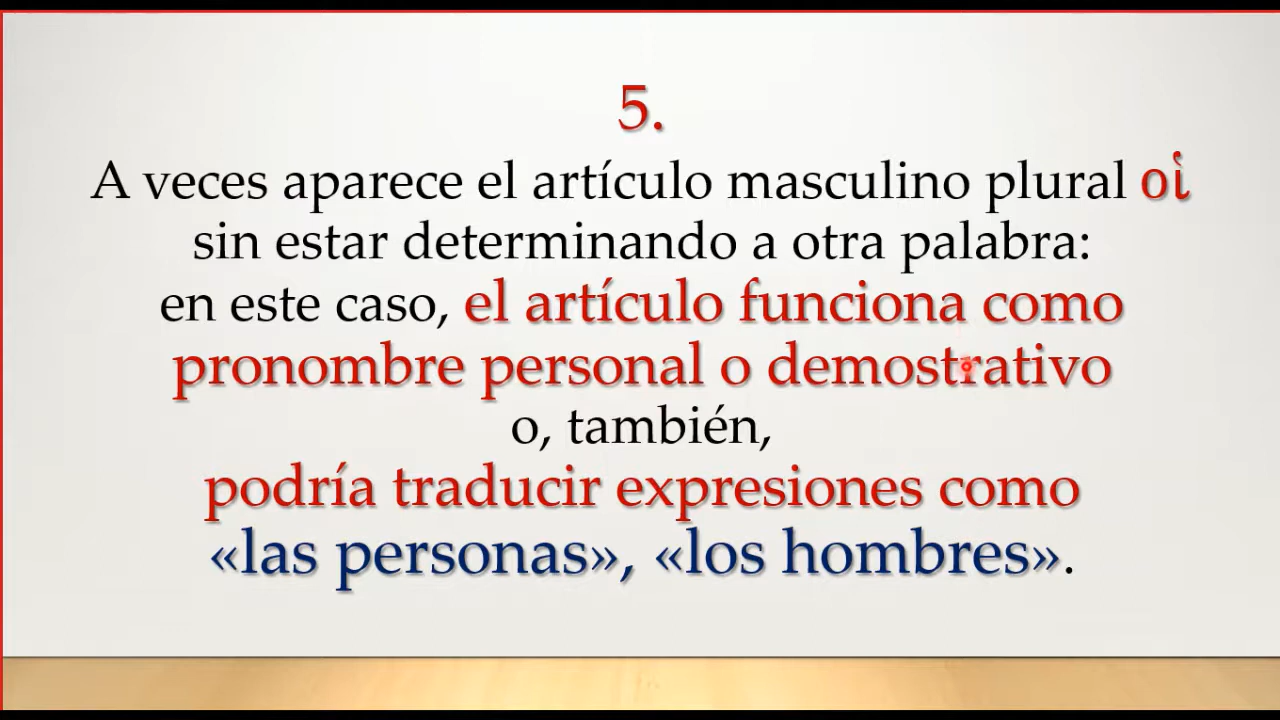 5.
A veces aparece el artículo masculino plural οἱ
sin estar determinando a otra palabra:
en este caso, el artículo funciona como
pronombre personal o demostrativo
o, también,
podría traducir expresiones como
«las personas», «los hombres».